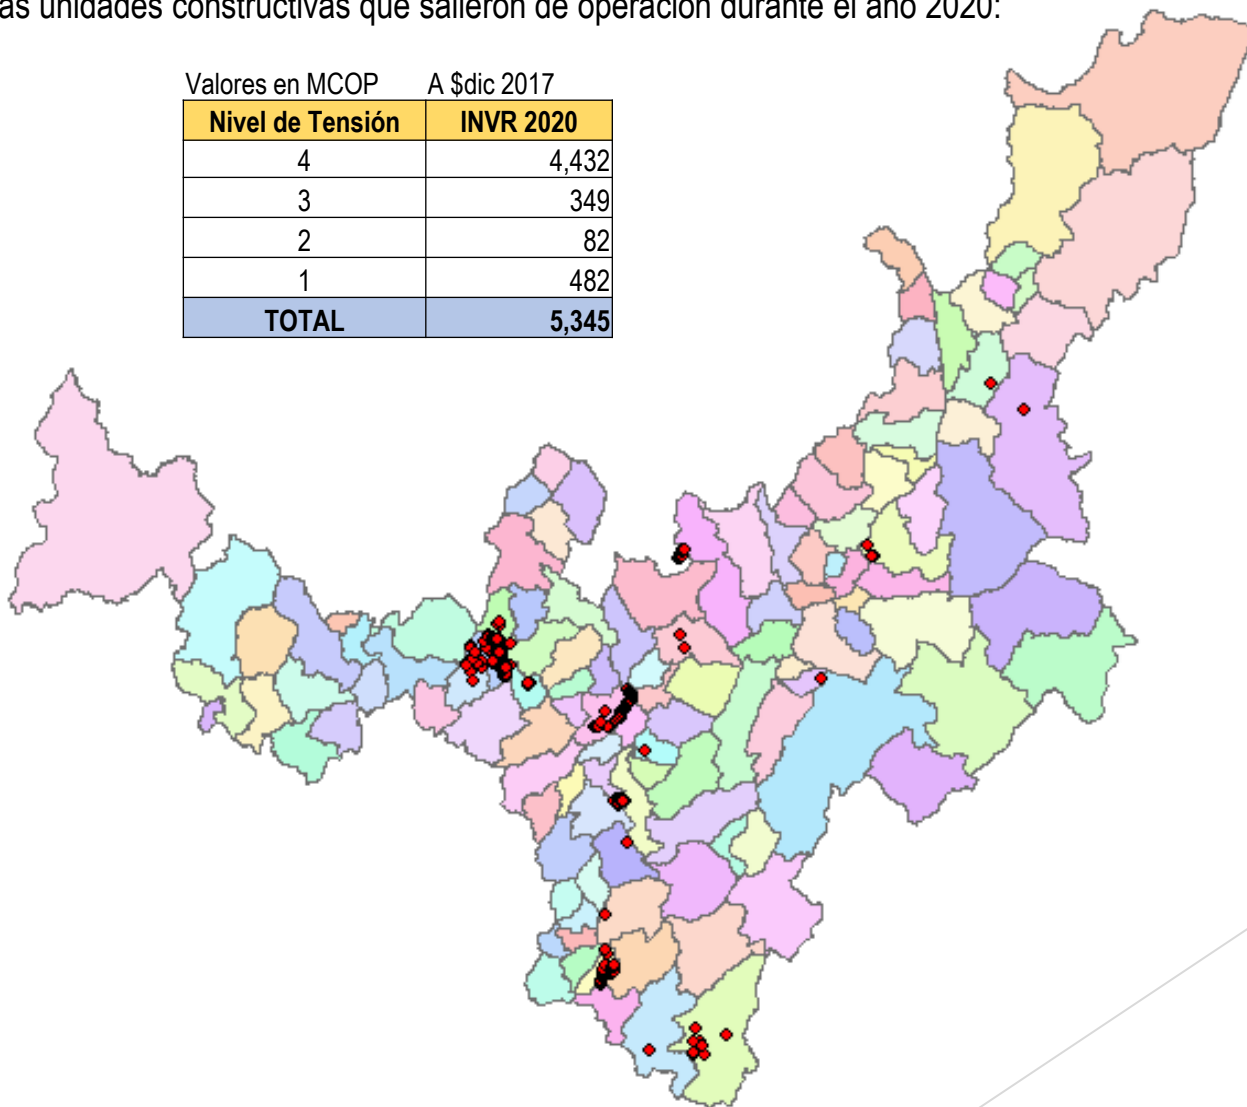 as unidades constructivas que salieron de operación durante el año 2020:
Valores en MCOP A $dic 2017
Nivel de Tensión INVR 2020
4 4,432
3 349
2 82
1 482
TOTAL 5,345